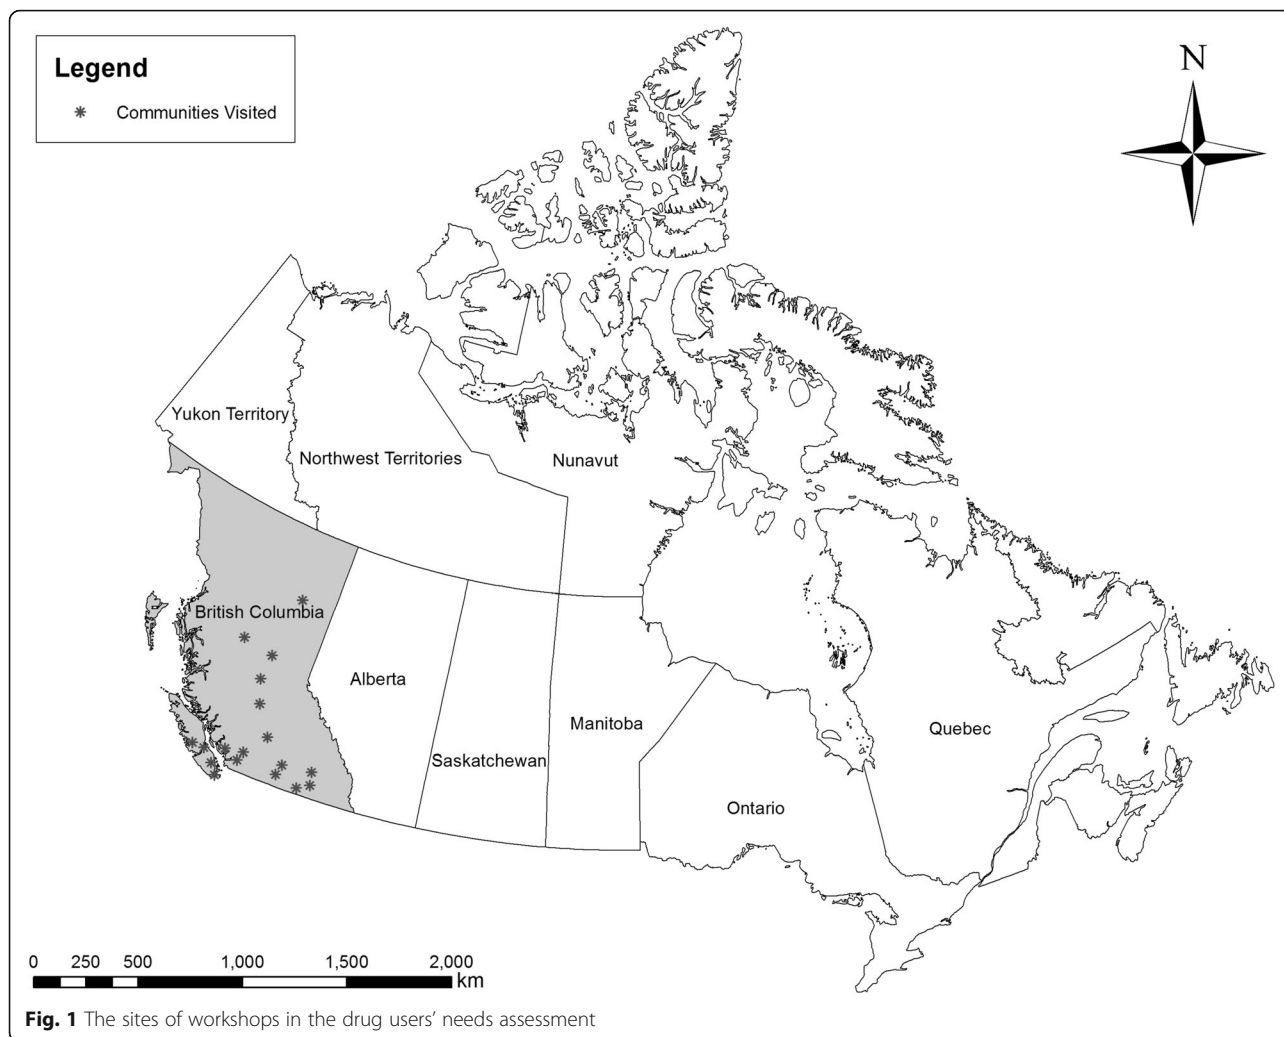 Legend
Communities Visited
N
Yukon Territory
Northwest Territories
Nunavut
British Columbia
Alberta
Saskatchewan
Manitoba
Ontario
Quebec
0 250 500 1,000 1,500 2,000
km
Fig. 1 The sites of workshops in the drug users’ needs assessment